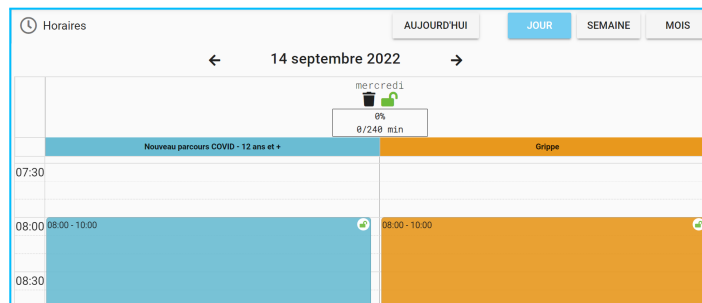 Horaires AUJOURD'HUI JOUR SEMAINE MOIS
14 septembre 2022
mercredi
0%
0/240 min
Nouveau parcours COVID - 12 ans et + Grippe
07:30
08:00 08:00 - 10:00 08:00 - 10:00
08:30